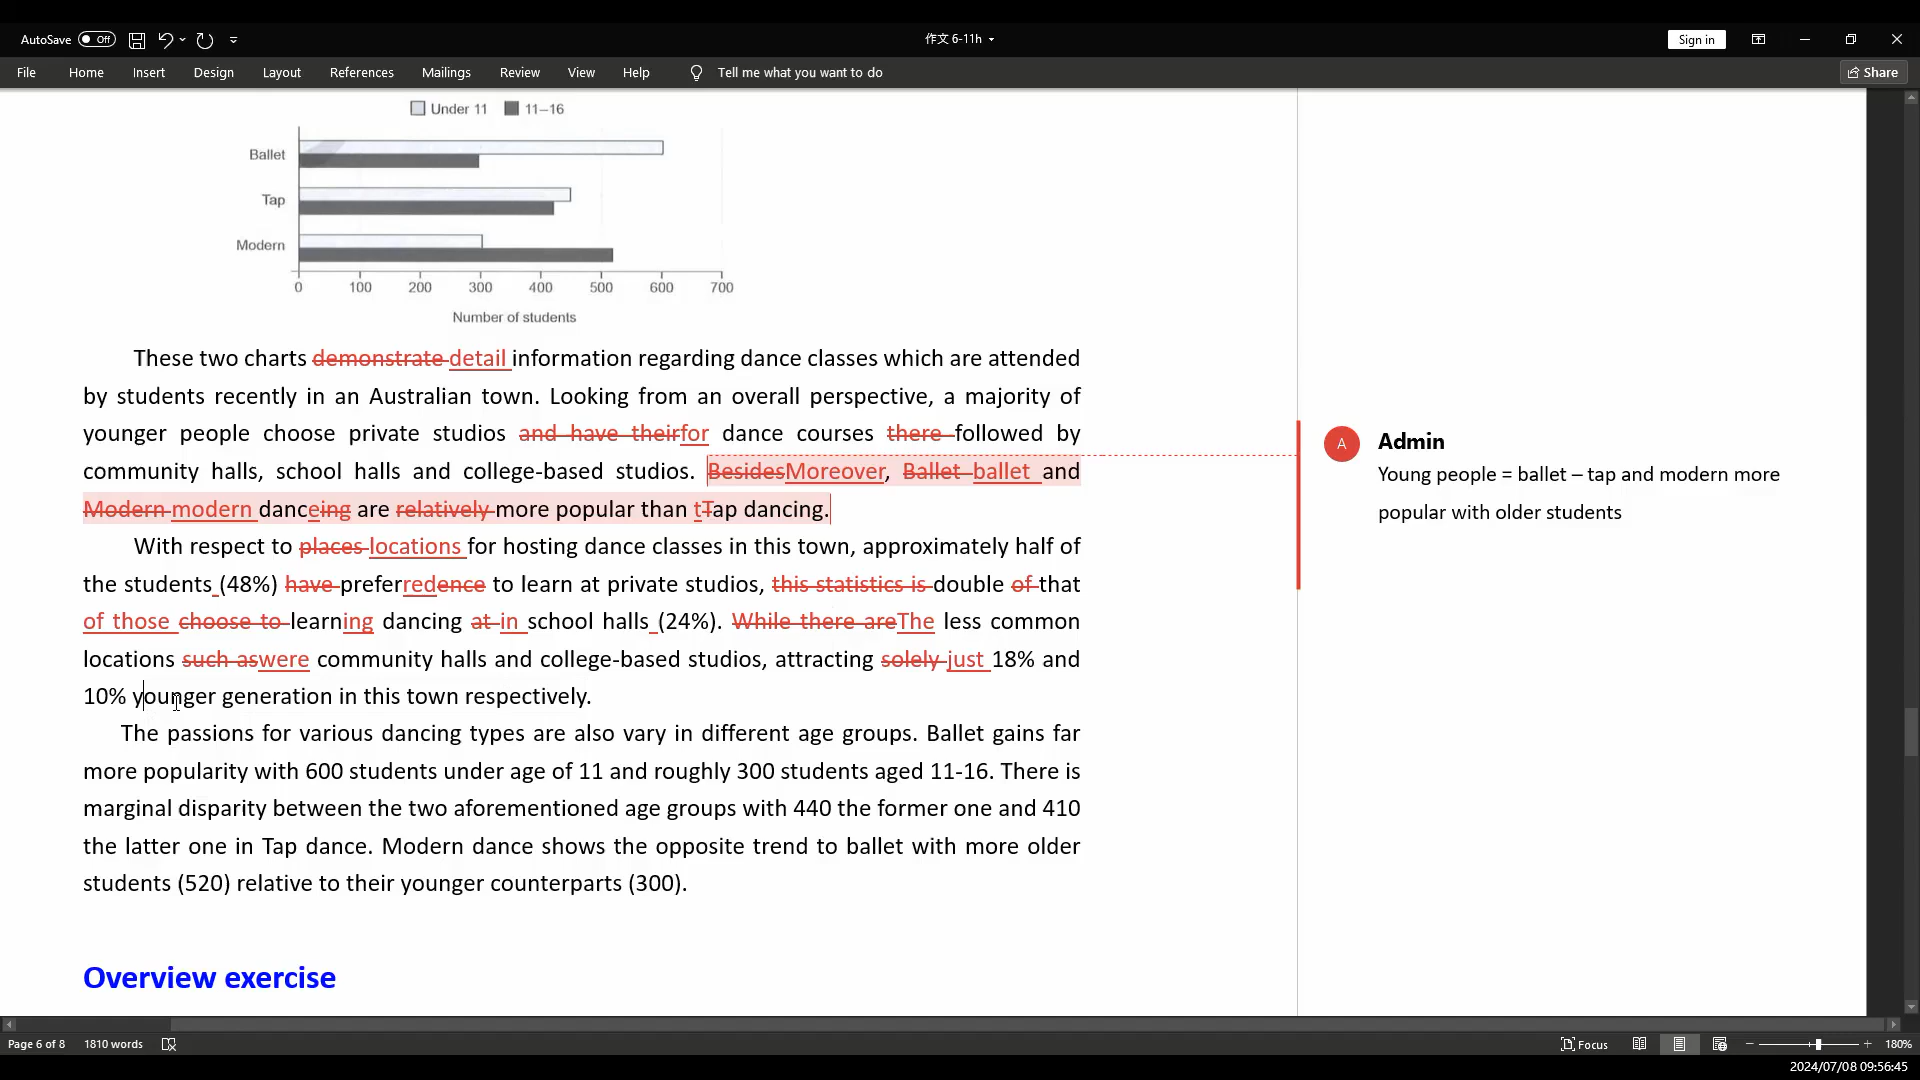 AutoSave Off 作文 6-11h Sign in
File Home Insert Design Layout References Mailings Review View Help Tell me what you want to do Share
Under 11 11–16
Ballet
Tap
Modern
0 100 200 300 400 500 600 700
Number of students
These two charts demonstrate detail information regarding dance classes which are attended
by students recently in an Australian town. Looking from an overall perspective, a majority of
younger people choose private studios and have theirfor dance courses there followed by
community halls, school halls and college-based studios. BesidesMoreover, Ballet ballet and
Modern modern danceing are relatively more popular than tTap dancing.
With respect to places locations for hosting dance classes in this town, approximately half of
the students (48%) have preferredence to learn at private studios, this statistics is double of that
of those choose to learning dancing at in school halls (24%). While there areThe less common
locations such aswere community halls and college-based studios, attracting solely just 18% and
10% younger generation in this town respectively.
The passions for various dancing types are also vary in different age groups. Ballet gains far
more popularity with 600 students under age of 11 and roughly 300 students aged 11-16. There is
marginal disparity between the two aforementioned age groups with 440 the former one and 410
the latter one in Tap dance. Modern dance shows the opposite trend to ballet with more older
students (520) relative to their younger counterparts (300).
Overview exercise
A Admin
Young people = ballet – tap and modern more
popular with older students
Page 6 of 8 1810 words Focus 180%
2024/07/08 09:56:45